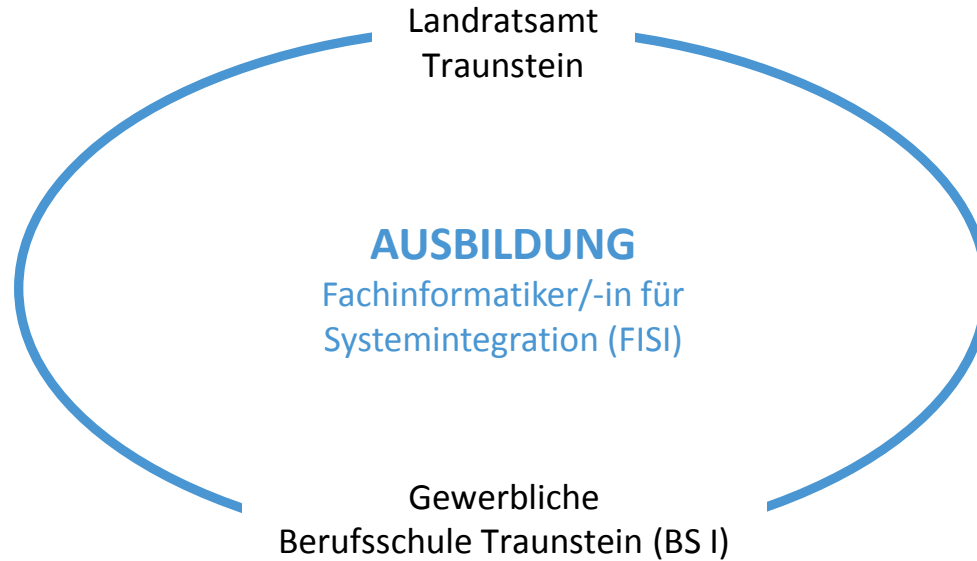 Landratsamt
Traunstein
AUSBILDUNG
Fachinformatiker/-in für
Systemintegration (FISI)
Gewerbliche
Berufsschule Traunstein (BS I)